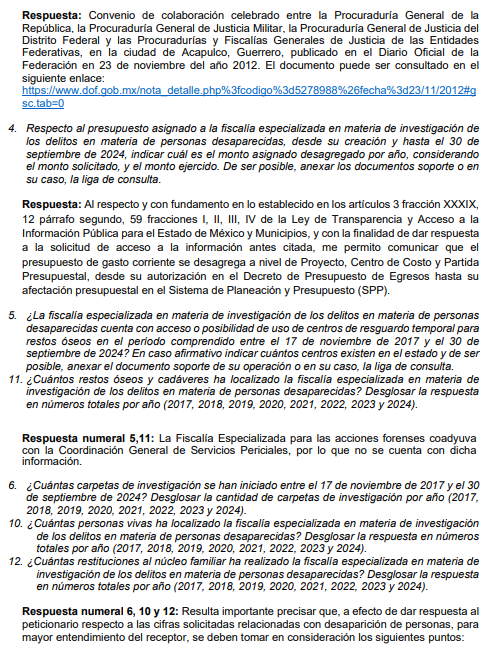 Respuesta: Convenio de colaboración celebrado entre la Procuraduría General de la
República, la Procuraduría General de Justicia Militar, la Procuraduría General de Justicia del
Distrito Federal y las Procuradurías y Fiscalías Generales de Justicia de las Entidades
Federativas, en la ciudad de Acapulco, Guerrero, publicado en el Diario Oficial de la
Federación en 23 de noviembre del año 2012. El documento puede ser consultado en el
siguiente enlace:
https://www.dof.gob.mx/nota_detalle.php%3fcodigo%3d5278988%26fecha%3d23/11/2012#g
sc.tab=0
4. Respecto al presupuesto asignado a la fiscalía especializada en materia de investigación de
los delitos en materia de personas desaparecidas, desde su creación y hasta el 30 de
septiembre de 2024, indicar cuál es el monto asignado desagregado por año, considerando
el monto solicitado, y el monto ejercido. De ser posible, anexar los documentos soporte o en
su caso, la liga de consulta.
Respuesta: Al respecto y con fundamento en lo establecido en los artículos 3 fracción XXXIX,
12 párrafo segundo, 59 fracciones I, II, III, IV de la Ley de Transparencia y Acceso a la
Información Pública para el Estado de México y Municipios, y con la finalidad de dar respuesta
a la solicitud de acceso a la información antes citada, me permito comunicar que el
presupuesto de gasto corriente se desagrega a nivel de Proyecto, Centro de Costo y Partida
Presupuestal, desde su autorización en el Decreto de Presupuesto de Egresos hasta su
afectación presupuestal en el Sistema de Planeación y Presupuesto (SPP).
5. ¿La fiscalía especializada en materia de investigación de los delitos en materia de personas
desaparecidas cuenta con acceso o posibilidad de uso de centros de resguardo temporal para
restos óseos en el período comprendido entre el 17 de noviembre de 2017 y el 30 de
septiembre de 2024? En caso afirmativo indicar cuántos centros existen en el estado y de ser
posible, anexar el documento soporte de su operación o en su caso, la liga de consulta.
11. ¿Cuántos restos óseos y cadáveres ha localizado la fiscalía especializada en materia de
investigación de los delitos en materia de personas desaparecidas? Desglosar la respuesta
en números totales por año (2017, 2018, 2019, 2020, 2021, 2022, 2023 y 2024).
Respuesta numeral 5,11: La Fiscalía Especializada para las acciones forenses coadyuva
con la Coordinación General de Servicios Periciales, por lo que no se cuenta con dicha
información.
6. ¿Cuántas carpetas de investigación se han iniciado entre el 17 de noviembre de 2017 y el 30
de septiembre de 2024? Desglosar la cantidad de carpetas de investigación por año (2017,
2018, 2019, 2020, 2021, 2022, 2023 y 2024).
10. ¿Cuántas personas vivas ha localizado la fiscalía especializada en materia de investigación
de los delitos en materia de personas desaparecidas? Desglosar la respuesta en números
totales por año (2017, 2018, 2019, 2020, 2021, 2022, 2023 y 2024).
12. ¿Cuántas restituciones al núcleo familiar ha realizado la fiscalía especializada en materia de
investigación de los delitos en materia de personas desaparecidas? Desglosar la respuesta
en números totales por año (2017, 2018, 2019, 2020, 2021, 2022, 2023 y 2024).
Respuesta numeral 6, 10 y 12: Resulta importante precisar que, a efecto de dar respuesta al
peticionario respecto a las cifras solicitadas relacionadas con desaparición de personas, para
mayor entendimiento del receptor, se deben tomar en consideración los siguientes puntos: